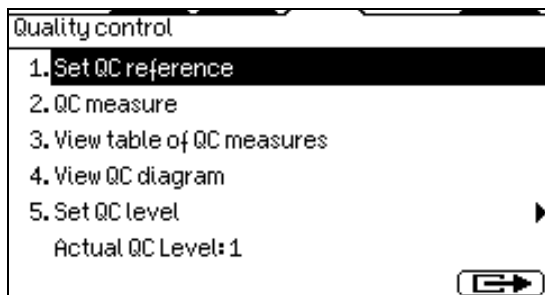 Quality control
1. Set QC reference
2. QC measure
3. View table of QC measures
4. View QC diagram
5. Set QC level
Actual QC Level: 1